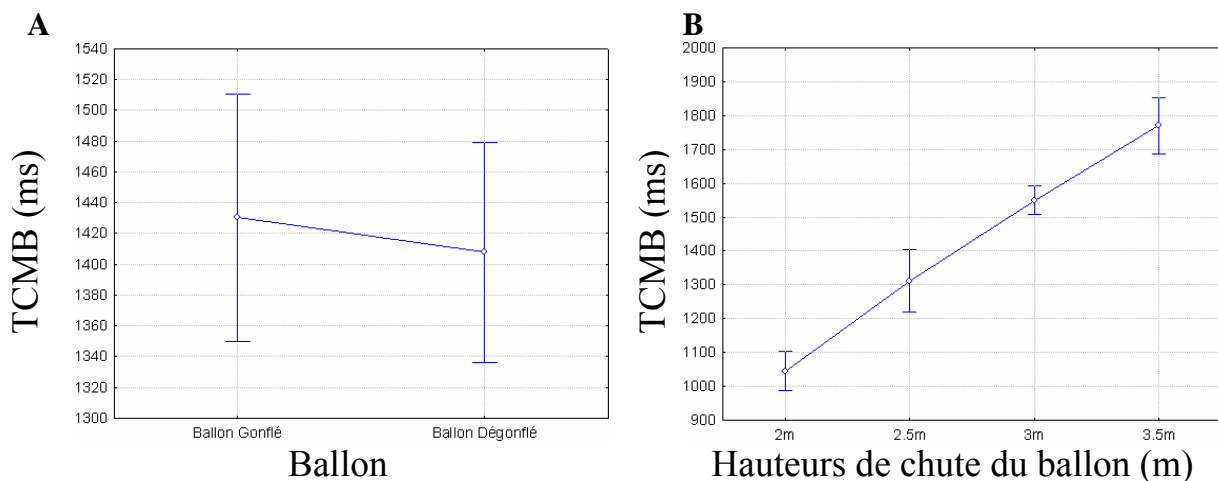 A
TCMB (ms)
1540
1520
1500
1480
1460
1440
1420
1400
1380
1360
1340
1320
1300
Ballon Gonflé
Ballon Dégonflé
Ballon
B
TCMB (ms)
2000
1900
1800
1700
1600
1500
1400
1300
1200
1100
1000
900
2m
2.5m
3m
3.5m
Hauteurs de chute du ballon (m)